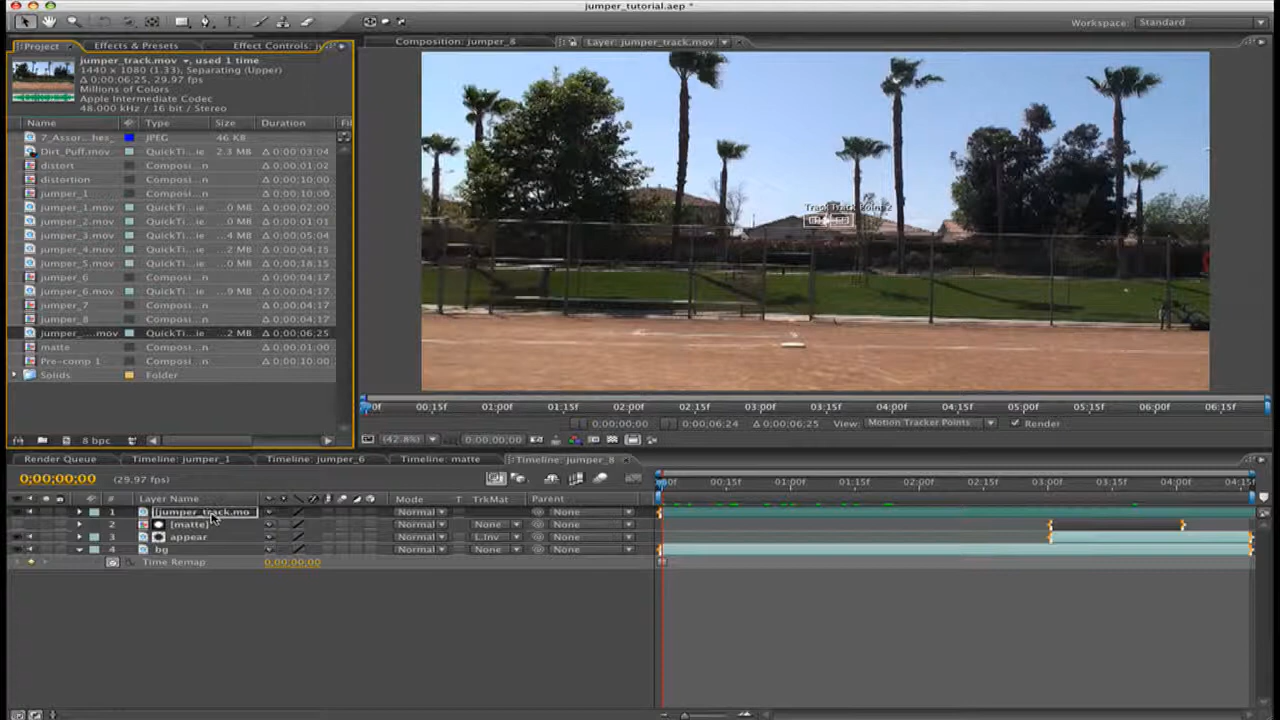 jumper_tutorial.aep *
Workspace: Standard
Project Effects & Presets Effect Controls: ju
Composition: jumper_8 Layer: jumper_track.mov
jumper_track.mov , used 1 time
1440 x 1080 (1.33), Separating (Upper)
Δ 0;00;06;25, 29.97 fps
Millions of Colors
Apple Intermediate Codec
48.000 kHz / 16 bit / Stereo
Name Type Size Duration Fil
7_Assor...hes_ JPEG 46 KB
Dirt_Puff.mov QuickTi...ie 2.3 MB Δ 0;00;03;04
distort Composi...n Δ 0;00;01;02
distortion Composi...n Δ 0;00;10;00
jumper_1 Composi...n Δ 0;00;10;00
jumper_1.mov QuickTi...ie ...0 MB Δ 0;00;02;00
jumper_2.mov QuickTi...ie ...0 MB Δ 0;00;01;01
jumper_3.mov QuickTi...ie ...4 MB Δ 0;00;05;04
jumper_4.mov QuickTi...ie ...2 MB Δ 0;00;04;15
jumper_5.mov QuickTi...ie ...0 MB Δ 0;00;18;15
jumper_6 Composi...n Δ 0;00;04;17
jumper_6.mov QuickTi...ie ...9 MB Δ 0;00;04;17
jumper_7 Composi...n Δ 0;00;04;17
jumper_8 Composi...n Δ 0;00;04;17
jumper_....mov QuickTi...ie ...2 MB Δ 0;00;06;25
matte Composi...n Δ 0;00;01;00
Pre-comp 1 Composi...n Δ 0;00;10;00
Solids Folder
00:15f 01:00f 01:15f 02:00f 02:15f 03:00f 03:15f 04:00f 04:15f 05:00f 05:15f 06:00f 06:15f
0;00;00;00 0;00;06;24 Δ 0;00;06;25 View: Motion Tracker Points Render
8 bpc (42.8%) 0;00;00;00
Render Queue Timeline: jumper_1 Timeline: jumper_6 Timeline: matte Timeline: jumper_8
0;00;00;00 (29.97 fps)
00:15f 01:00f 01:15f 02:00f 02:15f 03:00f 03:15f 04:00f 04:15
# Layer Name Mode T TrkMat Parent
1 [jumper_track.mo Normal None
2 [matte] Normal None None
3 appear Normal L.Inv None
4 bg Normal None None
Time Remap 0;00;00;00